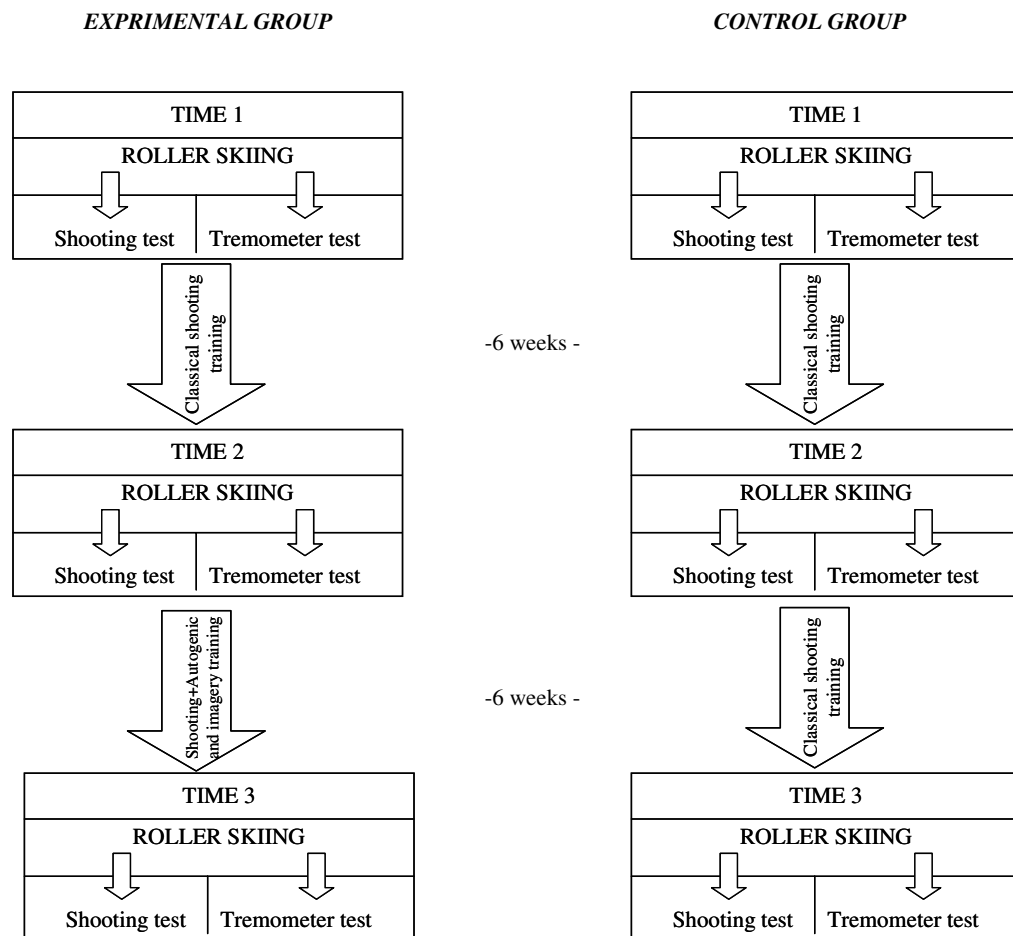 EXPRIMENTAL GROUP
CONTROL GROUP
TIME 1
ROLLER SKIING
Shooting test
Tremometer test
TIME 1
ROLLER SKIING
Shooting test
Tremometer test
Classical shooting
training
-6 weeks -
Classical shooting
training
TIME 2
ROLLER SKIING
Shooting test
Tremometer test
TIME 2
ROLLER SKIING
Shooting test
Tremometer test
Shooting+Autogenic
and imagery training
-6 weeks -
Classical shooting
training
TIME 3
ROLLER SKIING
Shooting test
Tremometer test
TIME 3
ROLLER SKIING
Shooting test
Tremometer test